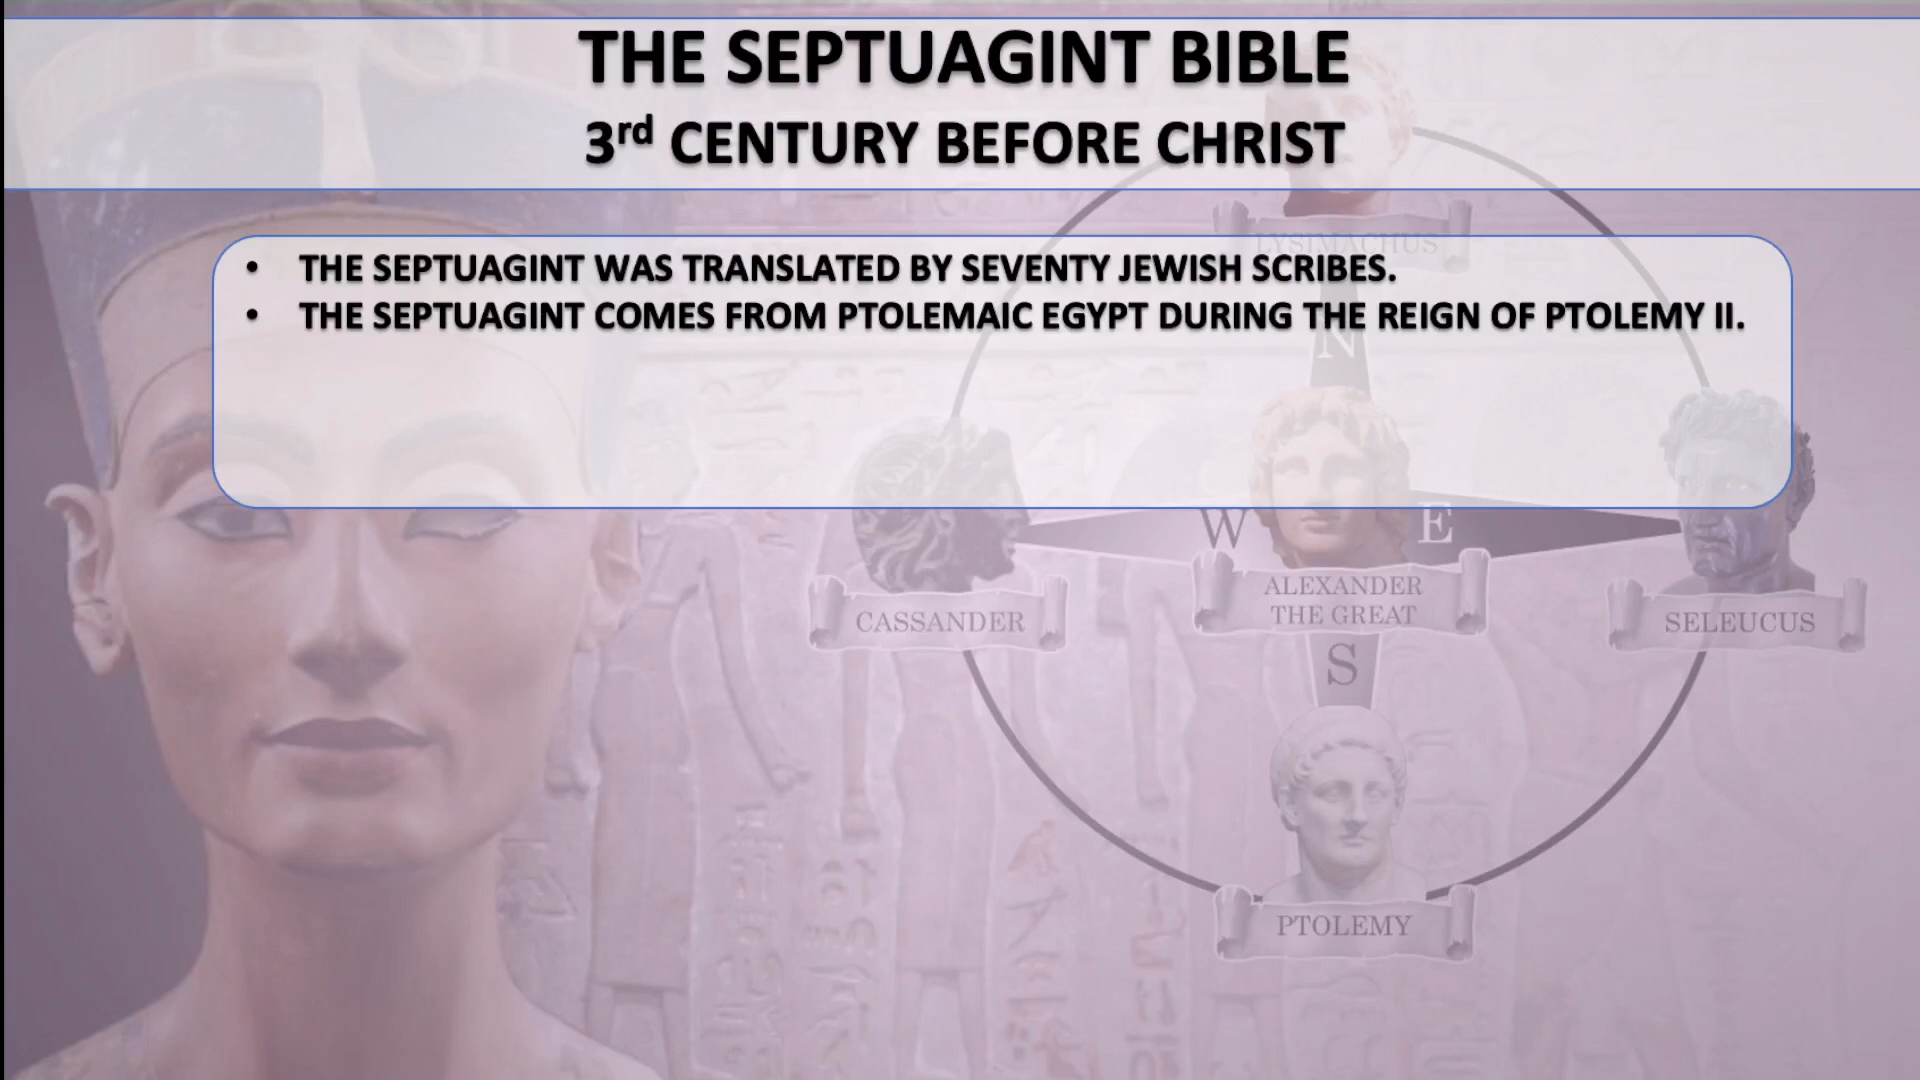 THE SEPTUAGINT BIBLE
3rd CENTURY BEFORE CHRIST
• THE SEPTUAGINT WAS TRANSLATED BY SEVENTY JEWISH SCRIBES.
• THE SEPTUAGINT COMES FROM PTOLEMAIC EGYPT DURING THE REIGN OF PTOLEMY II.
LYSIMACHUS
N
W
E
CASSANDER
ALEXANDER
THE GREAT
SELEUCUS
S
PTOLEMY